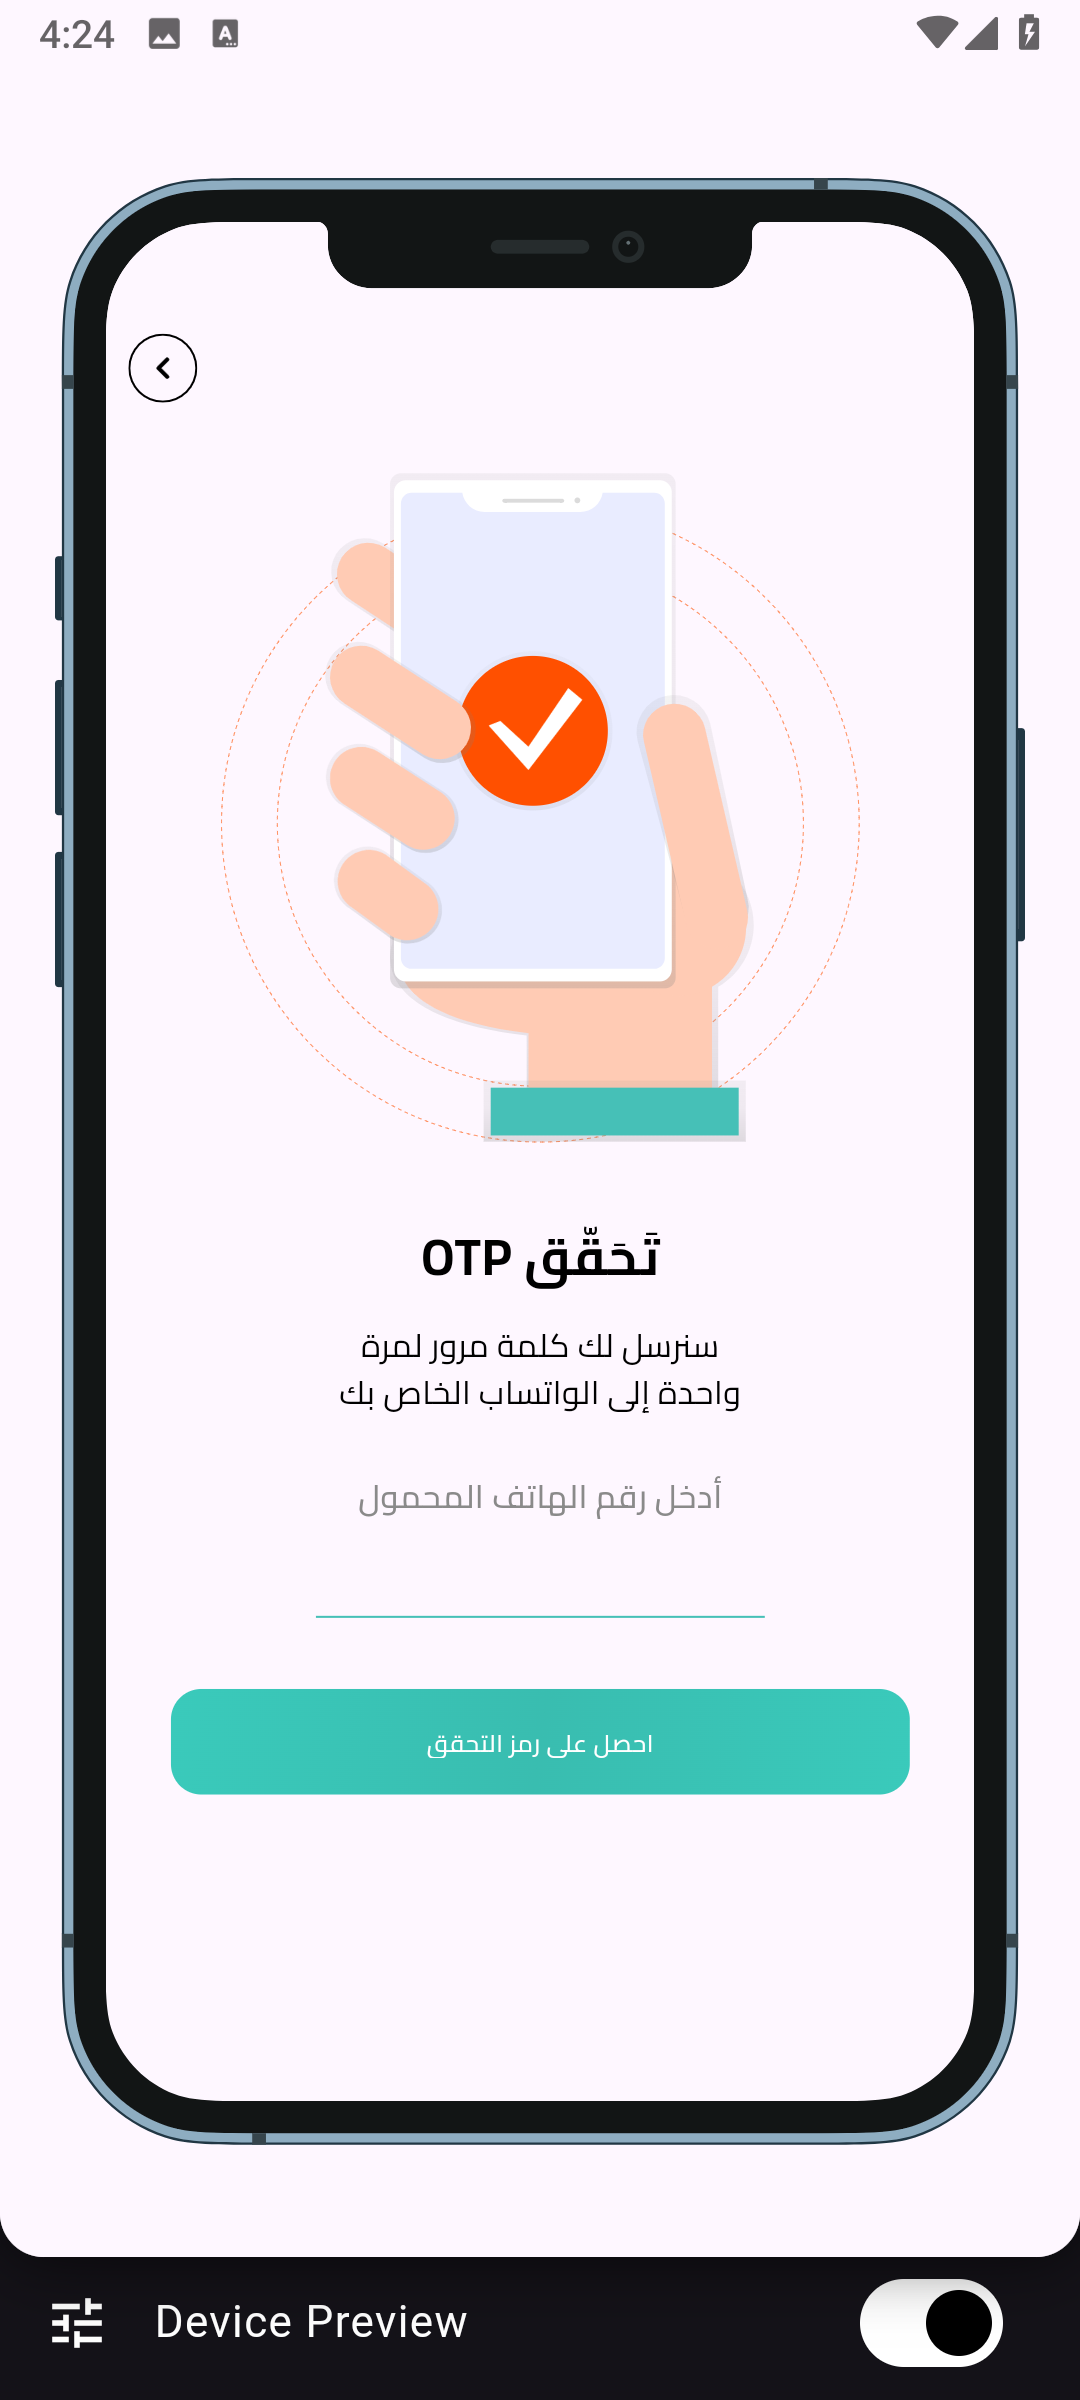 4:24
تَحَقّق OTP
سنرسل لك كلمة مرور لمرة
واحدة إلى الواتساب الخاص بك
أدخل رقم الهاتف المحمول
احصل على رمز التحقق
Device Preview